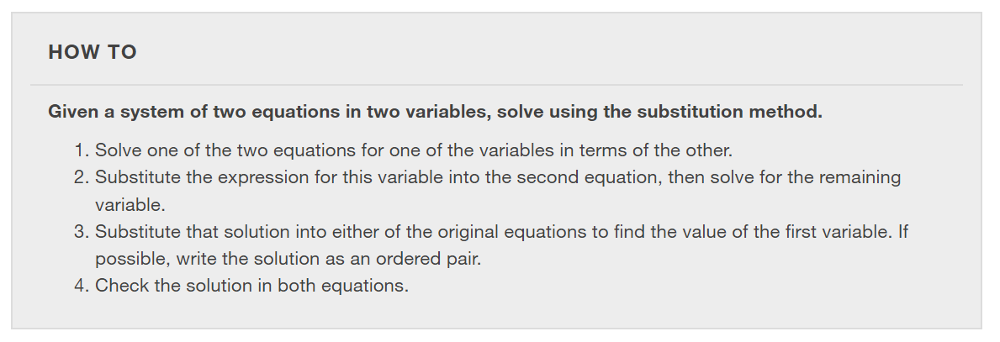 HOW TO
Given a system of two equations in two variables, solve using the substitution method.
1. Solve one of the two equations for one of the variables in terms of the other.
2. Substitute the expression for this variable into the second equation, then solve for the remaining
variable.
3. Substitute that solution into either of the original equations to find the value of the first variable. If
possible, write the solution as an ordered pair.
4. Check the solution in both equations.